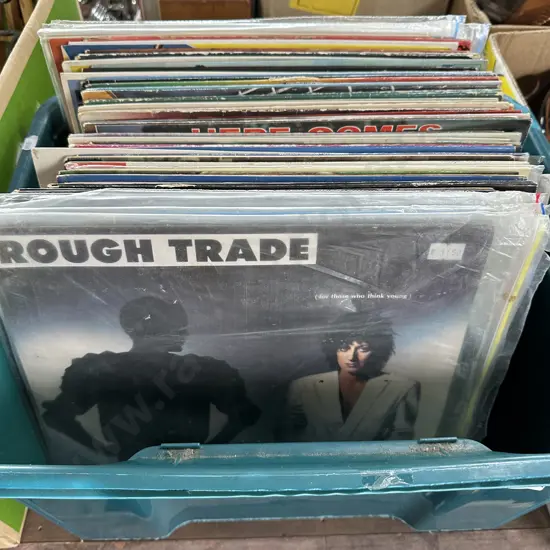 HERE COMES
ROUGH TRADE
(for those who think young)